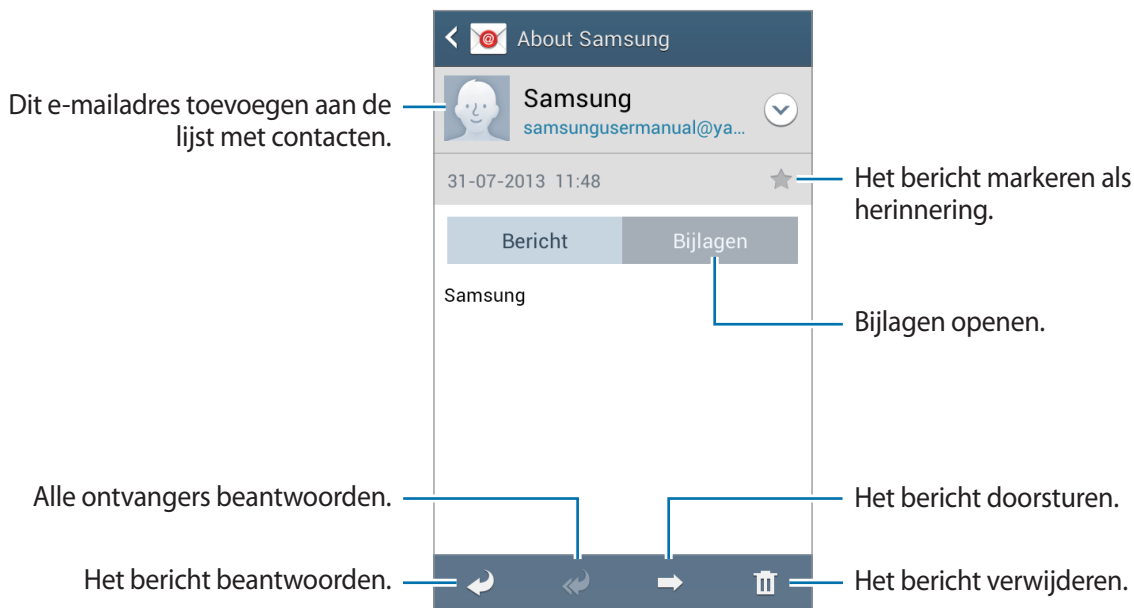 About Samsung
Dit e-mailadres toevoegen aan de
lijst met contacten.
Samsung
samsungusermanual@ya...
31-07-2013 11:48
Het bericht markeren als
herinnering.
Bericht
Bijlagen
Samsung
Bijlagen openen.
Alle ontvangers beantwoorden.
Het bericht doorsturen.
Het bericht beantwoorden.
Het bericht verwijderen.